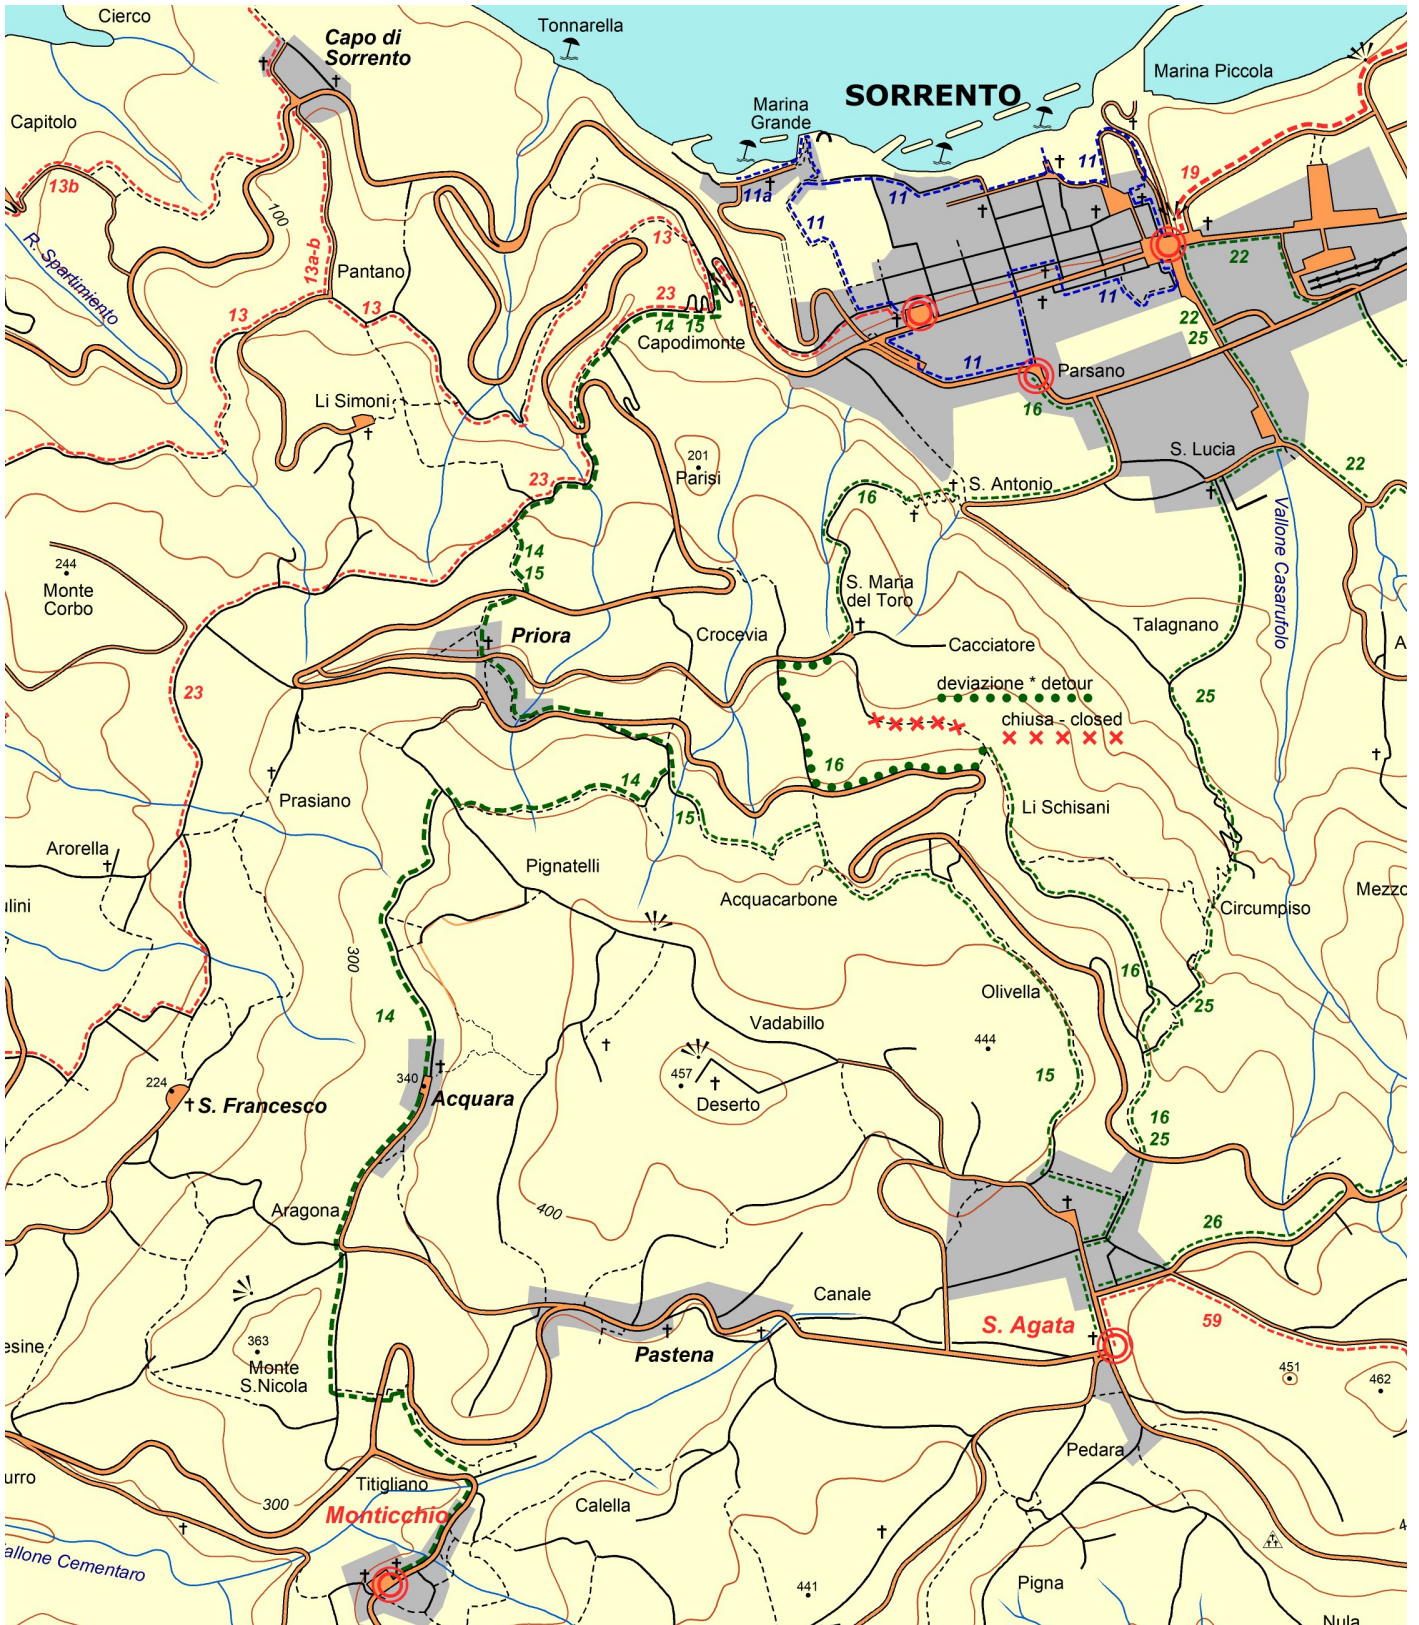 Cierco
Tonnarella
Capo di
Sorrento
Marina Piccola
SORRENTO
Marina
Grande
Capitolo
13b
11
19
11a
11
100
11
13
R. Spartimiento
13a-b
Pantano
22
11
23
13
13
22
25
14 15
Capodimonte
11
Parsano
Li Simoni
16
S. Lucia
201
Parisi
22
23
S. Antonio
16
Vallone Casarufolo
14
15
244
Monte
Corbo
S. Maria
del Toro
Talagnano
Priora
Crocevia
Cacciatore
A
deviazione * detour
23
25
chiusa - closed
16
14
Prasiano
Li Schisani
15
Arorella
Pignatelli
Acquacarbone
Mezzo
ulini
Circumpiso
300
16
Olivella
25
14
Vadabillo
444
457
15
340
224
Deserto
Acquara
S. Francesco
16
25
Aragona
400
26
Canale
59
S. Agata
363
esine
Pastena
Monte
S.Nicola
451
462
Pedara
urro
Titigliano
300
Calella
Monticchio
4
allone Cementaro
Pigna
441
Nula